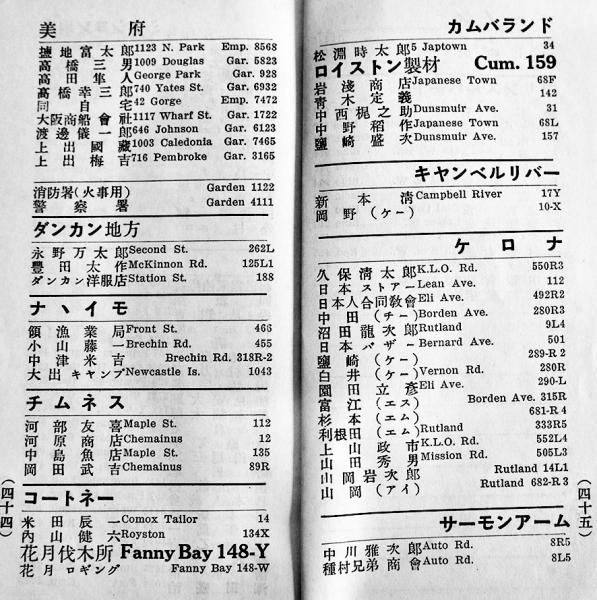 美府
摓地富太郎 1123 N. Park Emp. 8568
高橋三男 1009 Douglas Gar. 5823
高田隼人 George Park Gar. 928
高橋幸三郎 740 Yates St. Gar. 6932
同自宅 42 Gorge Emp. 7472
大阪商船會社 1117 Wharf St. Gar. 1722
渡邊儀一郎 646 Johnson Gar. 6123
上出國藏 1003 Caledonia Gar. 7465
上出梅吉 716 Pembroke Gar. 3165
消防署(火事用) Garden 1122
警察署 Garden 4111
ダンカン地方
永野万太郎 Second St. 262L
豐田太作 McKinnon Rd. 125L1
ダンカン洋服店 Station St. 188
ナヽイモ
領漁業局 Front St. 466
小山藤一 Brechin Rd. 455
中津米吉 Brechin Rd. 318R-2
大出キャンプ Newcastle Is. 1043
チムネス
河部友喜 Maple St. 112
河原商店 Chemainus 12
中島魚店 Maple St. 135
岡田武吉 Chemainus 89R
コートネー
米田辰一 Comox Tailor 14
內山健六 Royston 134X
花月伐木所 Fanny Bay 148-Y
花月ロギング Fanny Bay 148-W
(四十四)
カムバランド
松淵時太郎 5 Japtown 34
ロイストン製材 Cum. 159
岩淺商店 Japanese Town 68F
靑木定義 142
中西梶之助 Dunsmuir Ave. 31
中野稻作 Japanese Town 68L
鹽崎盛次 Dunsmuir Ave. 157
キャンベルリバー
新本淸 Campbell River 17Y
岡野(ケー) 10-X
ケロナ
久保淸太郎 K.L.O. Rd. 550R3
日本ストアー Lean Ave. 112
日本人合同敎會 Eli Ave. 492R2
中田(チー) Borden Ave. 280R3
沼田龍次郎 Rutland 9L4
日本バザー Bernard Ave. 501
鹽崎(ケー) 289-R 2
白井(ケー) Vernon Rd. 280R
園田立彥 Eli Ave. 290-L
富江(エス) Borden Ave. 315R
杉本(エム) 681-R 4
利根田(エム) Rutland 333R5
上山政市 K.L.O. Rd. 552L4
山田秀男 Mission Rd. 505L3
山岡岩次郎 Rutland 14L1
山岡(アイ) Rutland 682-R 3
サーモンアーム
中川雅次郎 Auto Rd. 8R5
種村兄弟商會 Auto Rd. 8L5
(四十五)